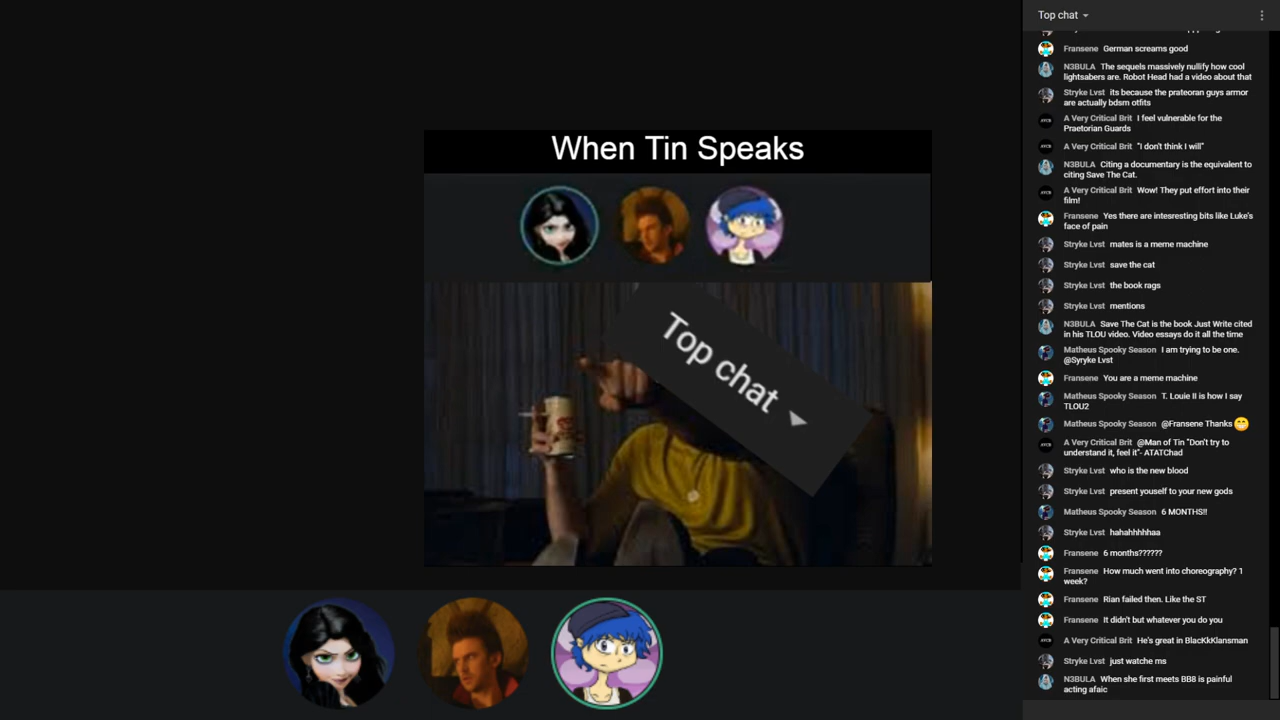 Top chat
Fransene German screams good
N3BULA The sequels massively nullify how cool
lightsabers are. Robot Head had a video about that
Stryke Lvst its because the prateoran guys armor
are actually bdsm otfits
A Very Critical Brit I feel vulnerable for the
Praetorian Guards
A Very Critical Brit "I don't think I will"
N3BULA Citing a documentary is the equivalent to
citing Save The Cat.
A Very Critical Brit Wow! They put effort into their
film!
Fransene Yes there are intesresting bits like Luke's
face of pain
Stryke Lvst mates is a meme machine
Stryke Lvst save the cat
Stryke Lvst the book rags
Stryke Lvst mentions
N3BULA Save The Cat is the book Just Write cited
in his TLOU video. Video essays do it all the time
Matheus Spooky Season I am trying to be one.
@Syryke Lvst
Fransene You are a meme machine
Matheus Spooky Season T. Louie II is how I say
TLOU2
Matheus Spooky Season @Fransene Thanks
A Very Critical Brit @Man of Tin "Don't try to
understand it, feel it"- ATATChad
Stryke Lvst who is the new blood
Stryke Lvst present youself to your new gods
Matheus Spooky Season 6 MONTHS!!
Stryke Lvst hahahhhhaa
Fransene 6 months??????
Fransene How much went into choreography? 1
week?
Fransene Rian failed then. Like the ST
Fransene It didn't but whatever you do you
A Very Critical Brit He's great in BlacKkKlansman
Stryke Lvst just watche ms
N3BULA When she first meets BB8 is painful
acting afaic
When Tin Speaks
Top chat